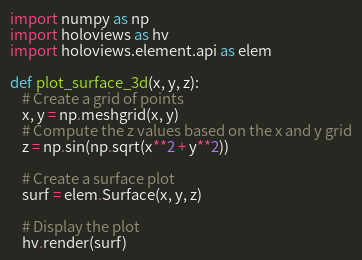 import numpy as np
import holoviews as hv
import holoviews.element.api as elem
def plot_surface_3d(x, y, z):
# Create a grid of points
x, y = np.meshgrid(x, y)
# Compute the z values based on the x and y grid
z = np.sin(np.sqrt(x**2 + y**2))
# Create a surface plot
surf = elem.Surface(x, y, z)
# Display the plot
hv.render(surf)